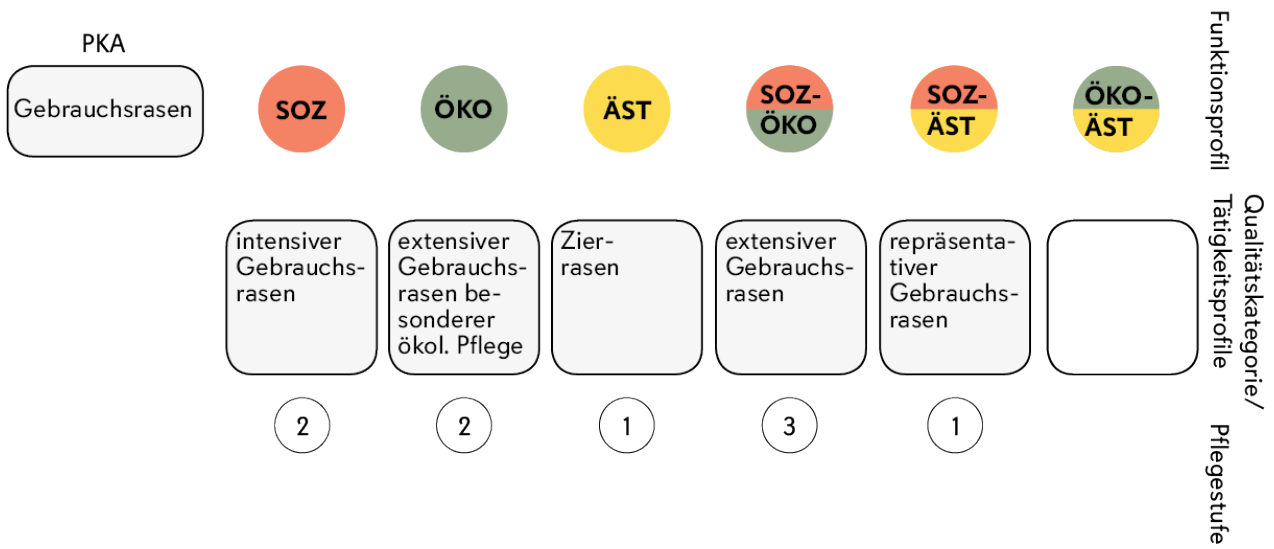 PKA
Gebrauchsrasen
SOZ
ÖKO
ÄST
SOZ-
ÖKO
SOZ-
ÄST
ÖKO-
ÄST
Funktionsprofil
intensiver
Gebrauchs-
rasen
extensiver
Gebrauchs-
rasen be-
sonderer
ökol. Pflege
Zier-
rasen
extensiver
Gebrauchs-
rasen
repräsenta-
tiver
Gebrauchs-
rasen
Qualitätskategorie/
Tätigkeitsprofile
2
2
1
3
1
Pflegestufe